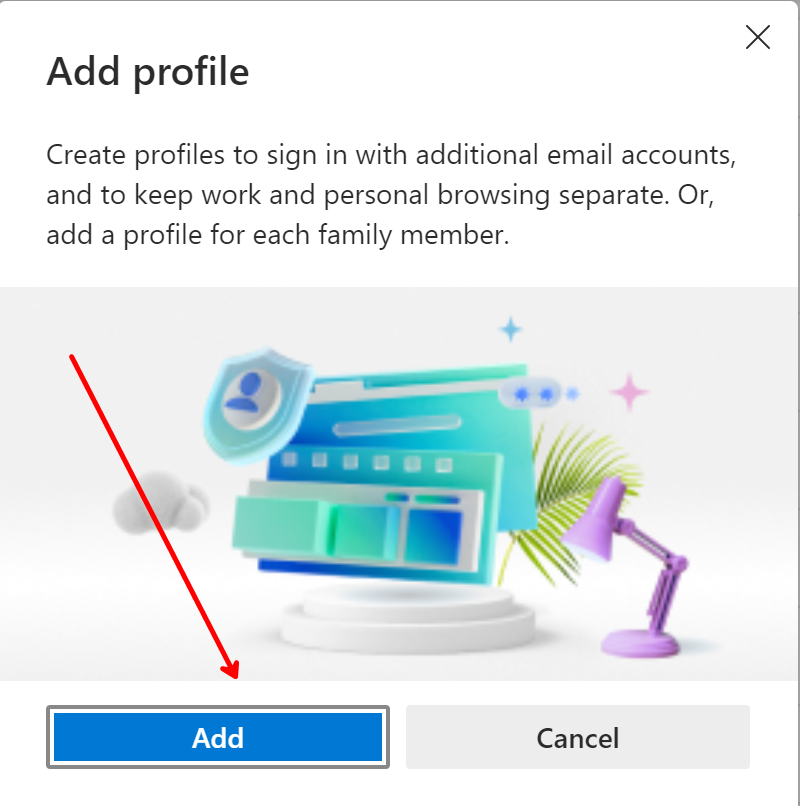 Add profile
Create profiles to sign in with additional email accounts,
and to keep work and personal browsing separate. Or,
add a profile for each family member.
Add
Cancel